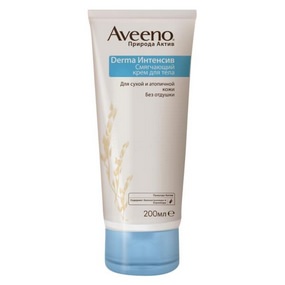 Aveeno.
Природа Актив
Derma Интенсив
Смягчающий
крем для тела
Для сухой и атопичной
кожи
Без отдушки
200мл e